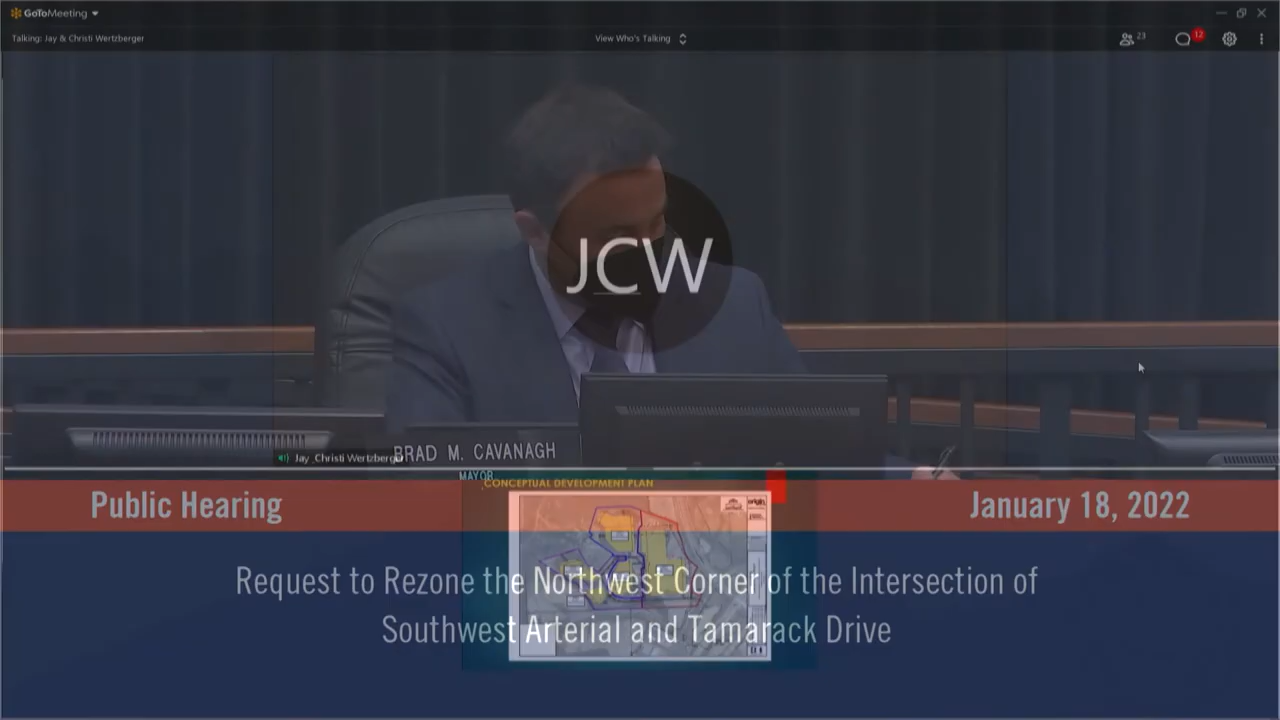 GoToMeeting
Talking: Jay & Christi Wertzberger
View Who's Talking
23
12
JCW
BRAD M. CAVANAGH
Jay_Christi Wertzberger
MAYOR
CONCEPTUAL DEVELOPMENT PLAN
Public Hearing
January 18, 2022
origin
Request to Rezone the Northwest Corner of the Intersection of
Southwest Arterial and Tamarack Drive